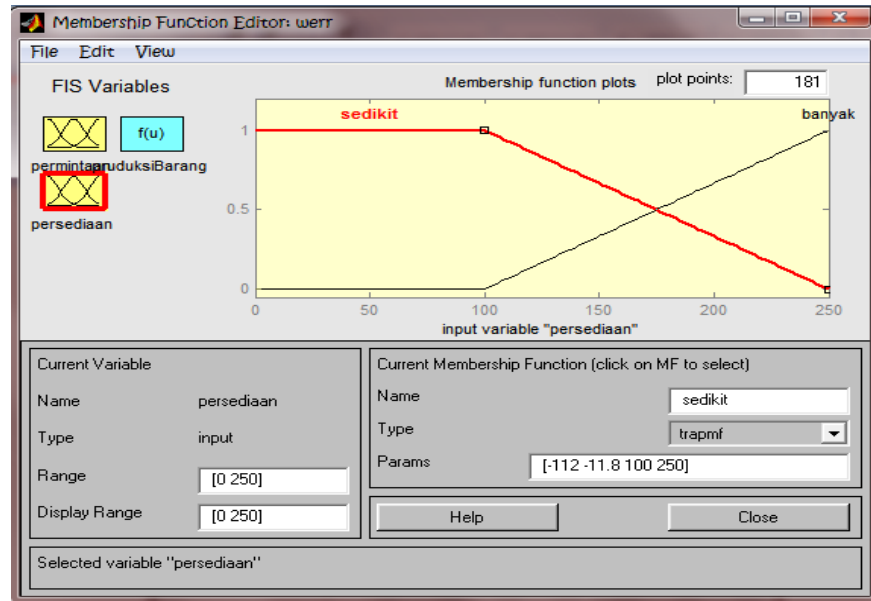 Membership Function Editor: werr
File Edit View
FIS Variables
Membership function plots
plot points:
181
f(u)
permintaan
pruduksiBarang
persediaan
sedikit
banyak
1
0.5
0
0
50
100
150
200
250
input variable "persediaan"
Current Variable
Name persediaan
Type input
Range [0 250]
Display Range [0 250]
Current Membership Function (click on MF to select)
Name sedikit
Type trapmf
Params [-112 -11.8 100 250]
Help
Close
Selected variable "persediaan"